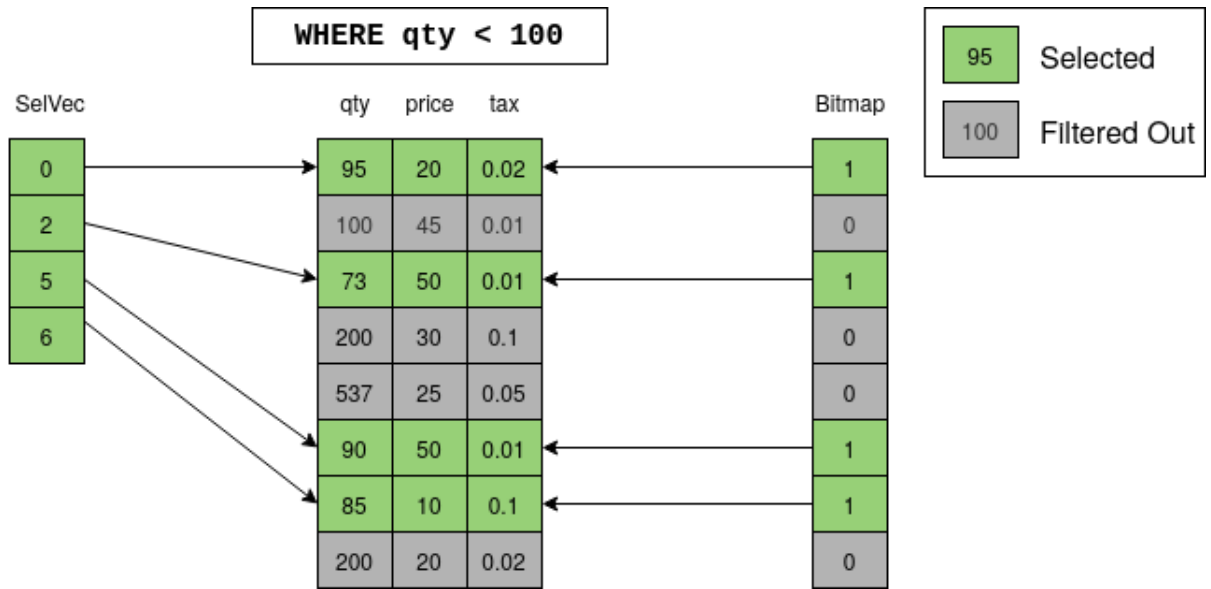 WHERE qty < 100
95 Selected
100 Filtered Out
SelVec qty price tax Bitmap
0 95 20 0.02 1
2 100 45 0.01 0
5 73 50 0.01 1
6 200 30 0.1 0
537 25 0.05 0
90 50 0.01 1
85 10 0.1 1
200 20 0.02 0